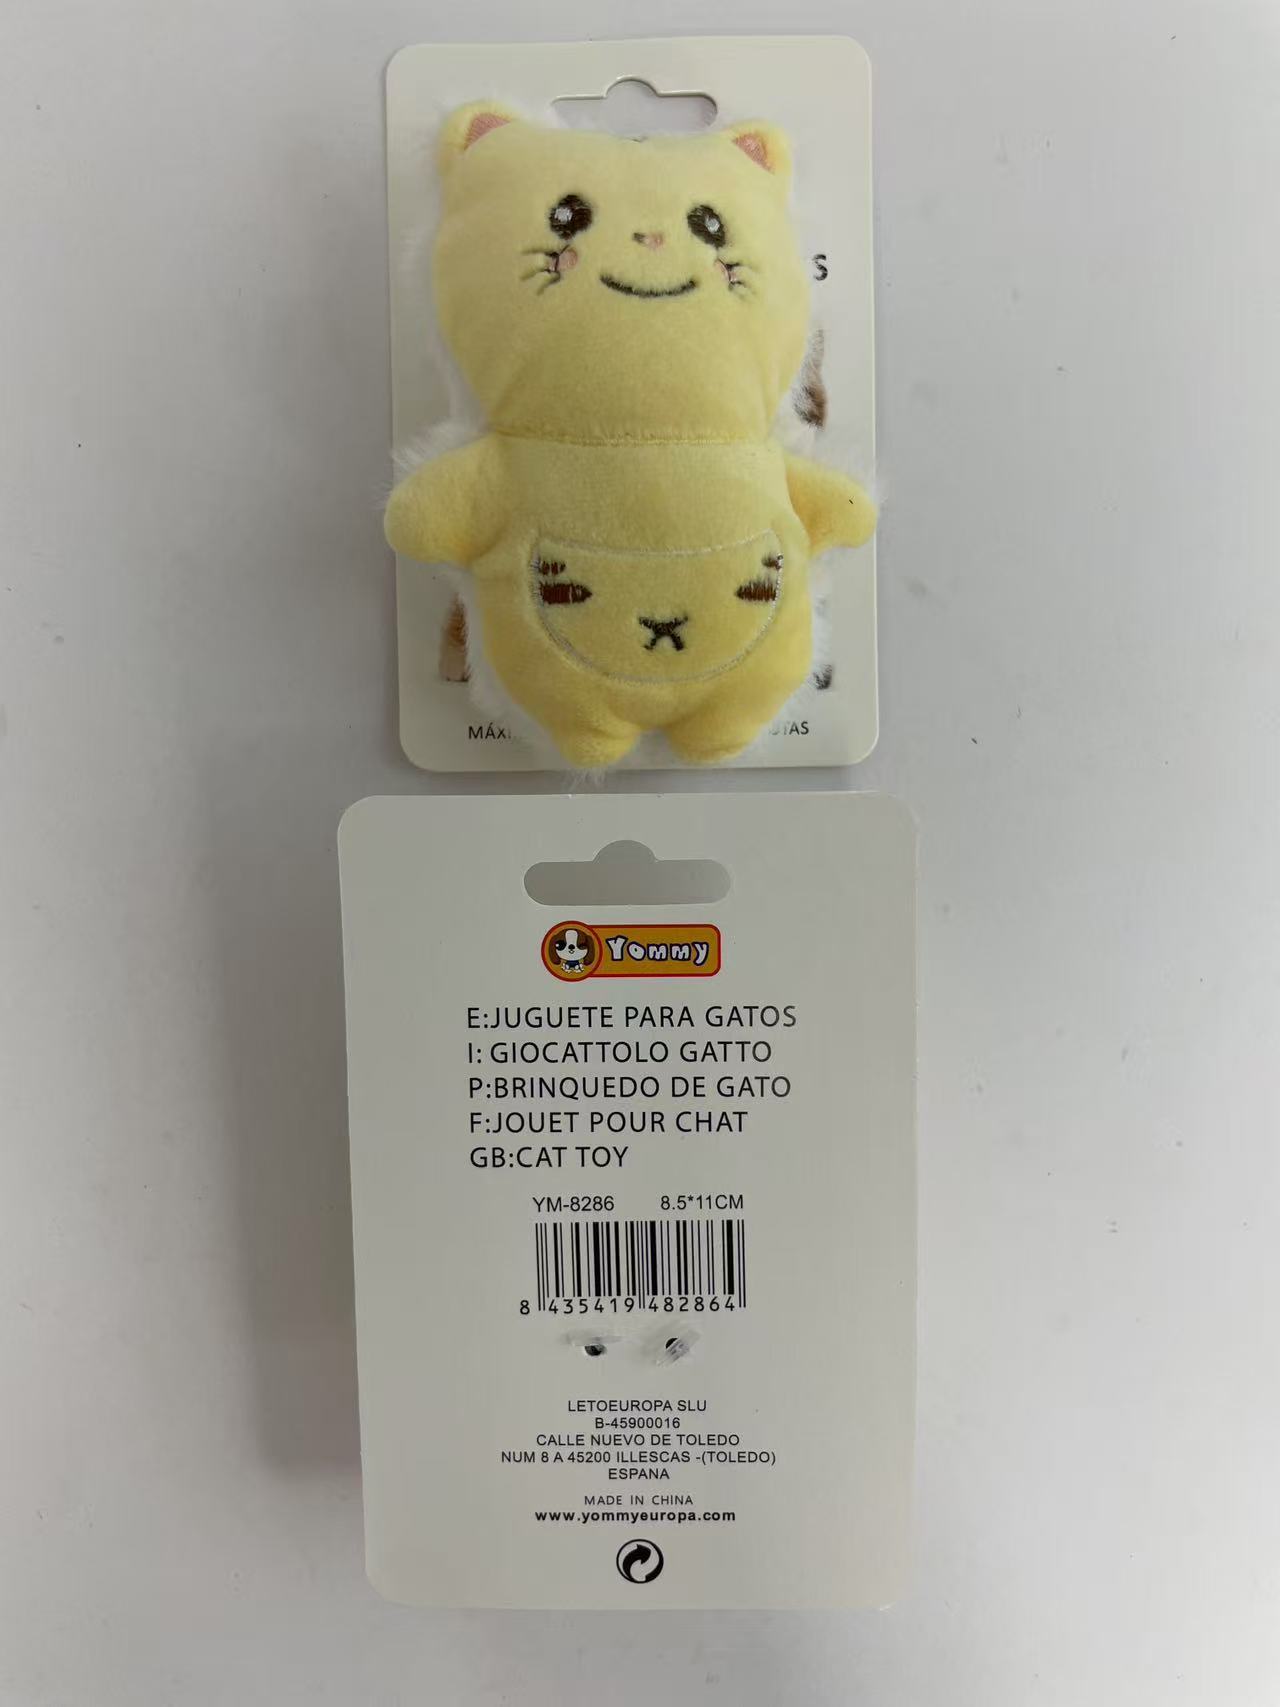 S
Yommy
E:JUGUETE PARA GATOS
I: GIOCATTOLO GATTO
P:BRINQUEDO DE GATO
F:JOUET POUR CHAT
GB:CAT TOY
YM-8286 8.5*11CM
8 435419 482864
LETOEUROPA SLU
B-45900016
CALLE NUEVO DE TOLEDO
NUM 8 A 45200 ILLESCAS -(TOLEDO)
ESPANA
MADE IN CHINA
www.yommyeuropa.com